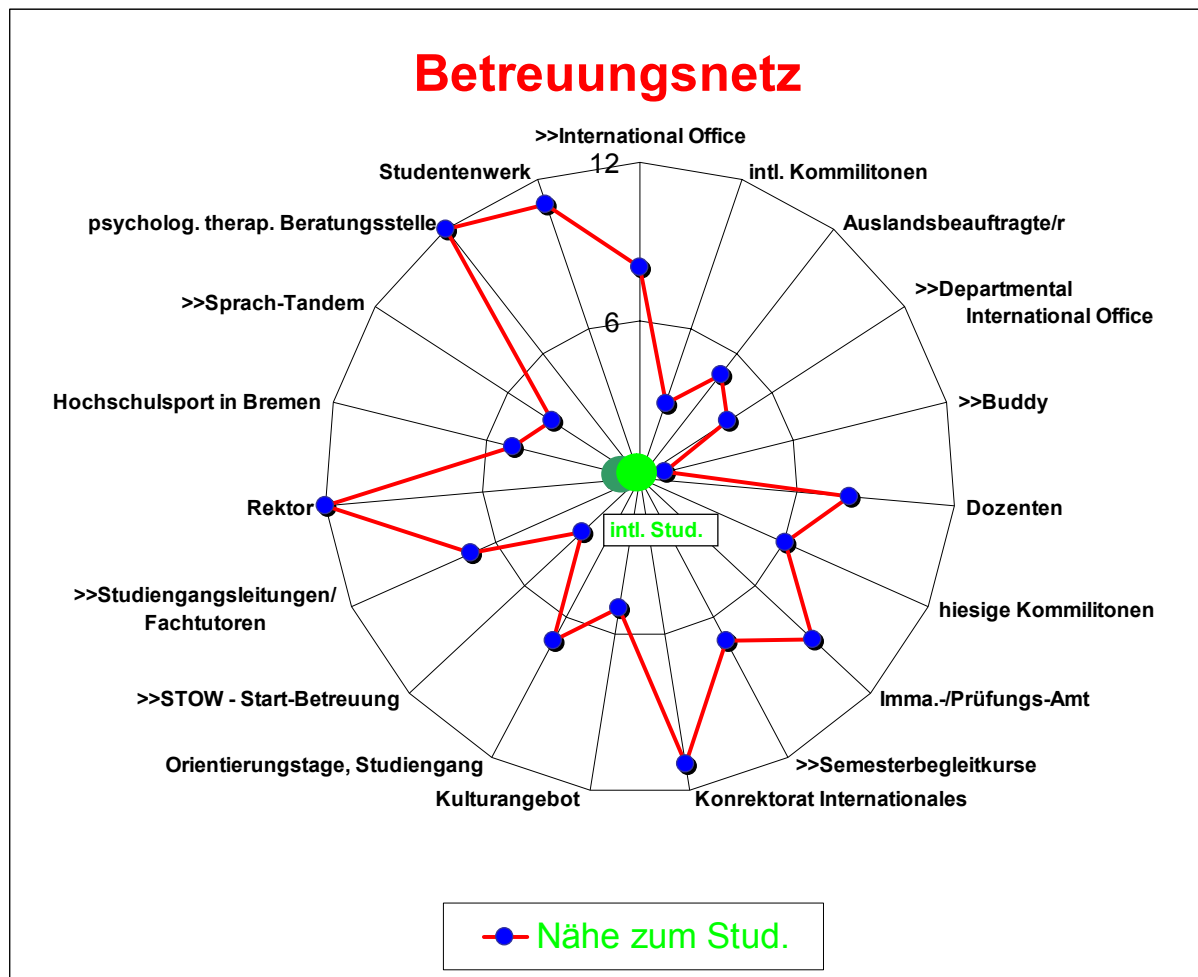 Betreuungsnetz
>>International Office
12
Studentenwerk
intl. Kommilitonen
psycholog. therap. Beratungsstelle
Auslandsbeauftragte/r
>>Sprach-Tandem
>>Departmental
International Office
6
Hochschulsport in Bremen
>>Buddy
Rektor
intl. Stud.
Dozenten
>>Studiengangsleitungen/
Fachtutoren
hiesige Kommilitonen
>>STOW - Start-Betreuung
Imma.-/Prüfungs-Amt
Orientierungstage, Studiengang
>>Semesterbegleitkurse
Kulturangebot
Konrektorat Internationales
Nähe zum Stud.